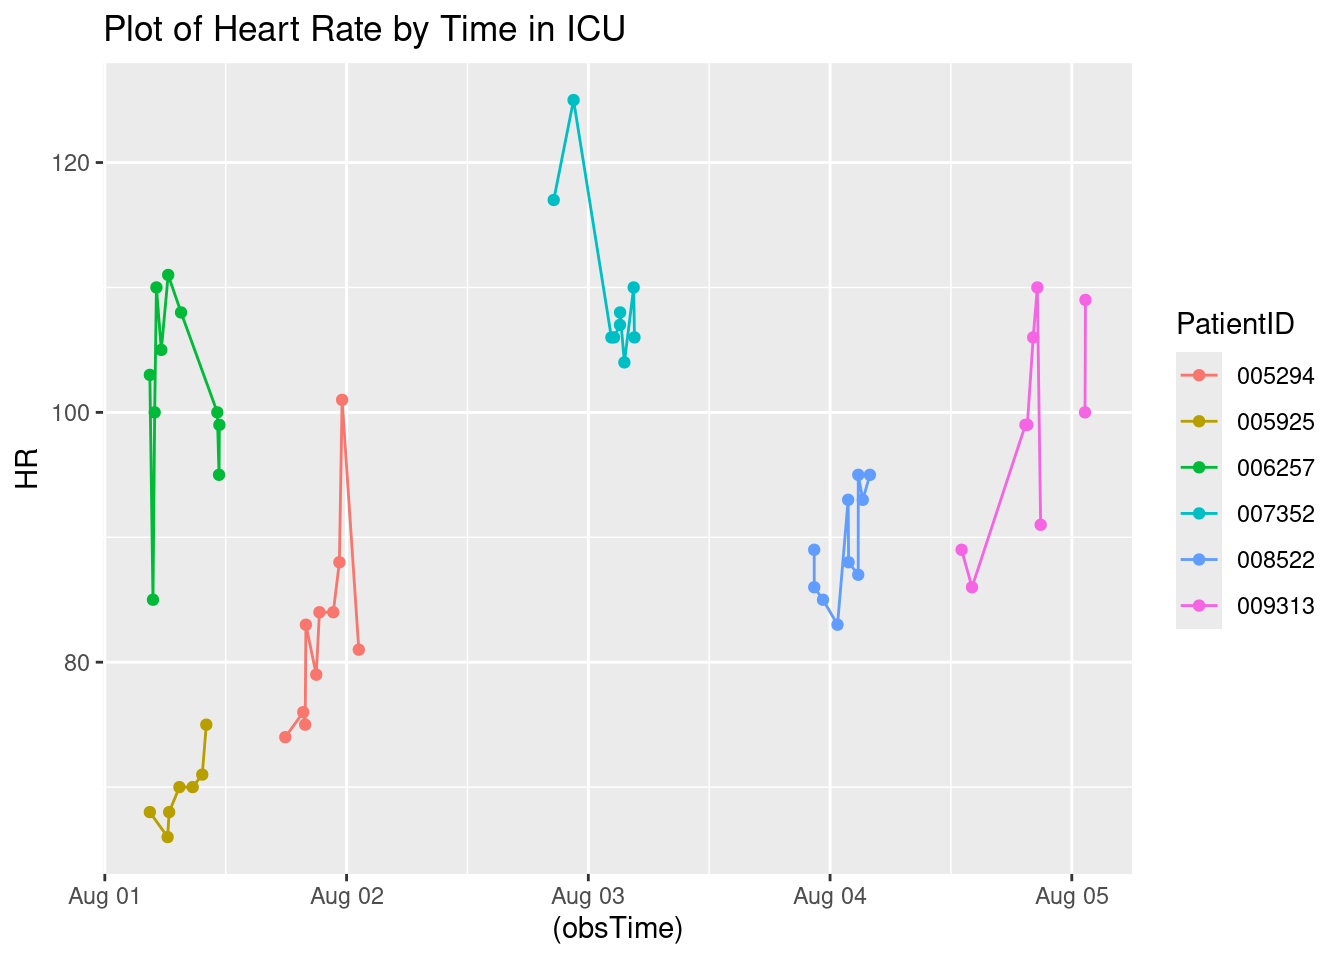 Plot of Heart Rate by Time in ICU
120
100
80
HR
Aug 01
Aug 02
Aug 03
Aug 04
Aug 05
(obsTime)
PatientID
005294
005925
006257
007352
008522
009313